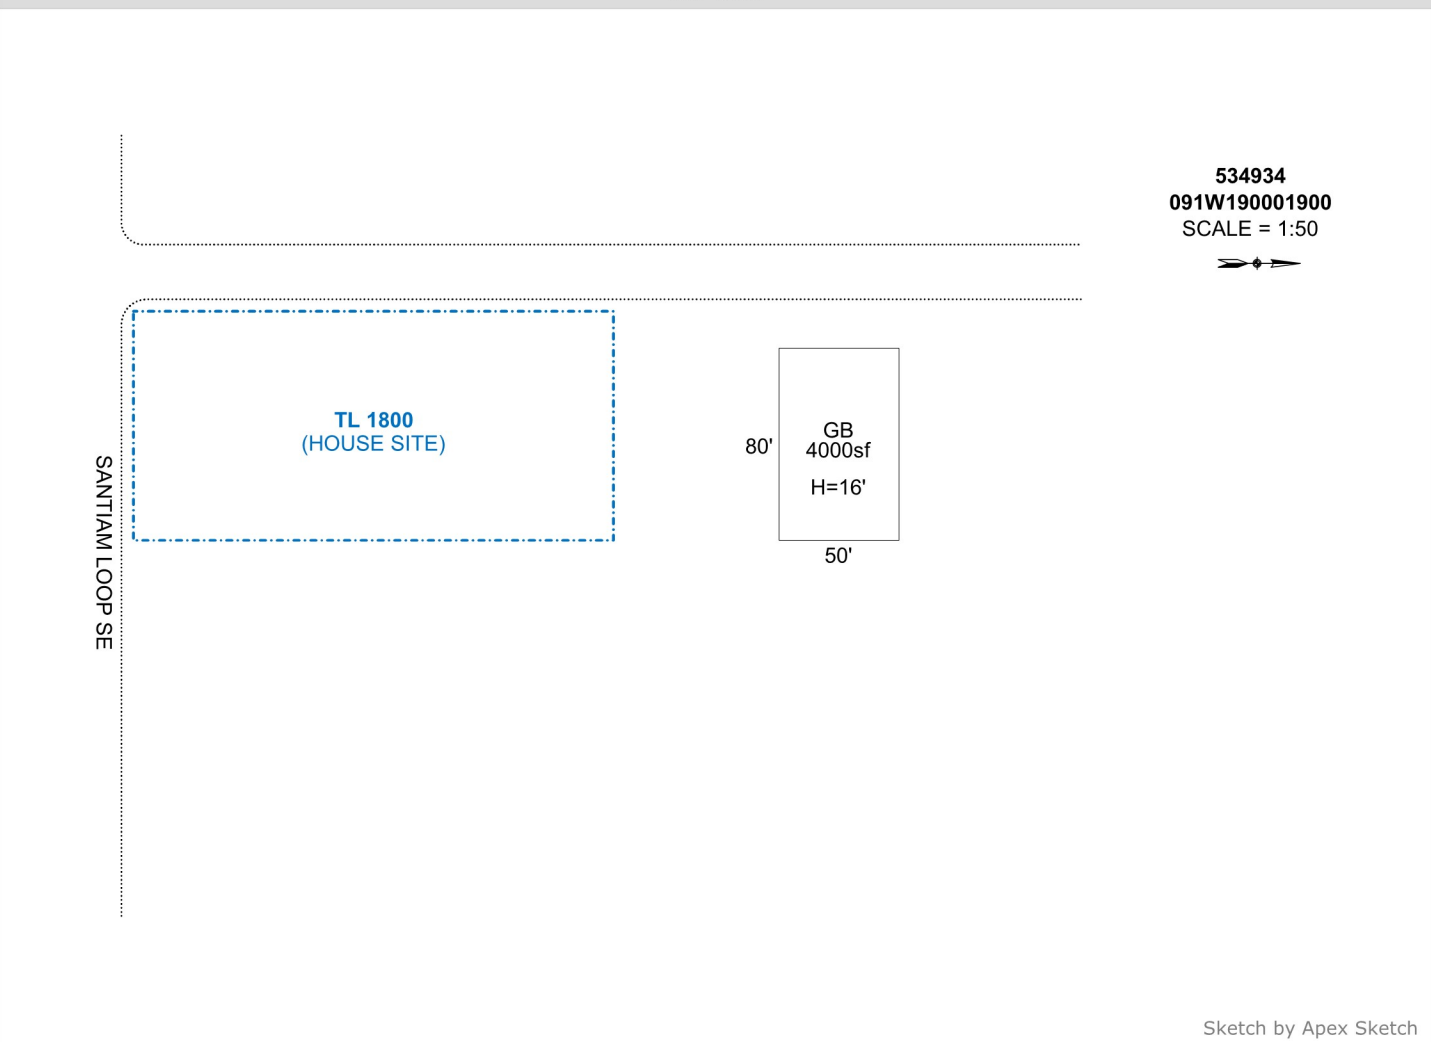 534934
091W190001900
SCALE = 1:50
TL 1800
(HOUSE SITE)
GB
4000sf
80'
H=16'
50'
SANTIAM LOOP SE
Sketch by Apex Sketch